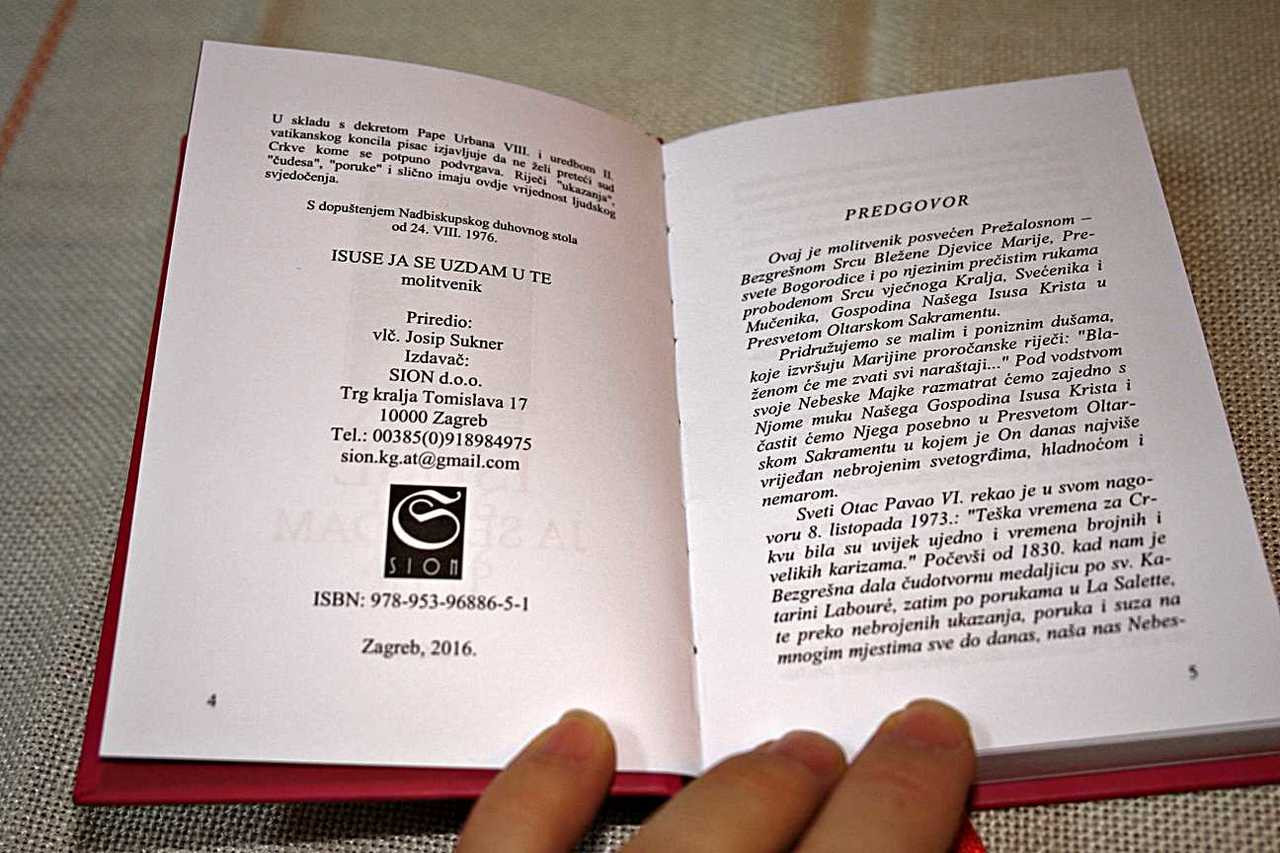 U skladu s dekretom Pape Urbana VIII. i uredbom II.
vatikanskog koncila pisac izjavljuje da ne želi preteći sud
Crkve kome se potpuno podvrgava. Riječi "ukazanja",
"čudesa", "poruke" i slično imaju ovdje vrijednost ljudskog
svjedočenja.
S dopuštenjem Nadbiskupskog duhovnog stola
od 24. VIII. 1976.
ISUSE JA SE UZDAM U TE
molitvenik
Priredio:
vlč. Josip Sukner
Izdavač:
SION d.o.o.
Trg kralja Tomislava 17
10000 Zagreb
Tel.: 00385(0)918984975
sion.kg.at@gmail.com
SION
ISBN: 978-953-96886-5-1
Zagreb, 2016.
4
PREDGOVOR
Ovaj je molitvenik posvećen Prežalosnom –
Bezgrešnom Srcu Bležene Djevice Marije, Pre-
svete Bogorodice i po njezinim prečistim rukama
probodenom Srcu vječnoga Kralja, Svećenika i
Mučenika, Gospodina Našega Isusa Krista u
Presvetom Oltarskom Sakramentu.
Pridružujemo se malim i poniznim dušama,
koje izvršuju Marijine proročanske riječi: "Bla-
ženom će me zvati svi naraštaji..." Pod vodstvom
svoje Nebeske Majke razmatrat ćemo zajedno s
Njome muku Našega Gospodina Isusa Krista i
častit ćemo Njega posebno u Presvetom Oltar-
skom Sakramentu u kojem je On danas najviše
vrijeđan nebrojenim svetogrđima, hladnoćom i
nemarom.
Sveti Otac Pavao VI. rekao je u svom nago-
voru 8. listopada 1973.: "Teška vremena za Cr-
kvu bila su uvijek ujedno i vremena brojnih i
velikih karizama." Počevši od 1830. kad nam je
Bezgrešna dala čudotvornu medaljicu po sv. Ka-
tarini Labouré, zatim po porukama u La Salette,
te preko nebrojenih ukazanja, poruka i suza na
mnogim mjestima sve do danas, naša nas Nebes-
5